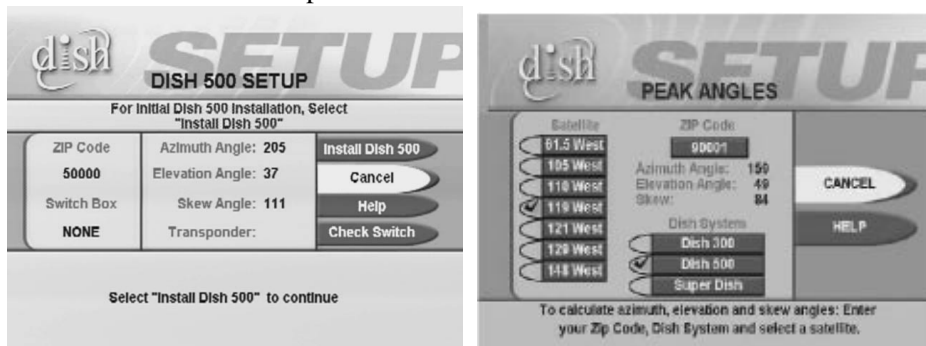 dish
SETUP
DISH 500 SETUP
For Initial Dish 500 Installation, Select
"Install Dish 500"
ZIP Code
50000
Switch Box
NONE
Azimuth Angle: 205
Elevation Angle: 37
Skew Angle: 111
Transponder:
Install Dish 500
Cancel
Help
Check Switch
Select "Install Dish 500" to continue
dish
SETUP
PEAK ANGLES
Satellite
61.5 West
105 West
110 West
119 West
121 West
129 West
148 West
ZIP Code
90001
Azimuth Angle: 159
Elevation Angle: 49
Skew: 84
Dish System
Dish 300
Dish 500
Super Dish
CANCEL
HELP
To calculate azimuth, elevation and skew angles: Enter
your Zip Code, Dish System and select a satellite.